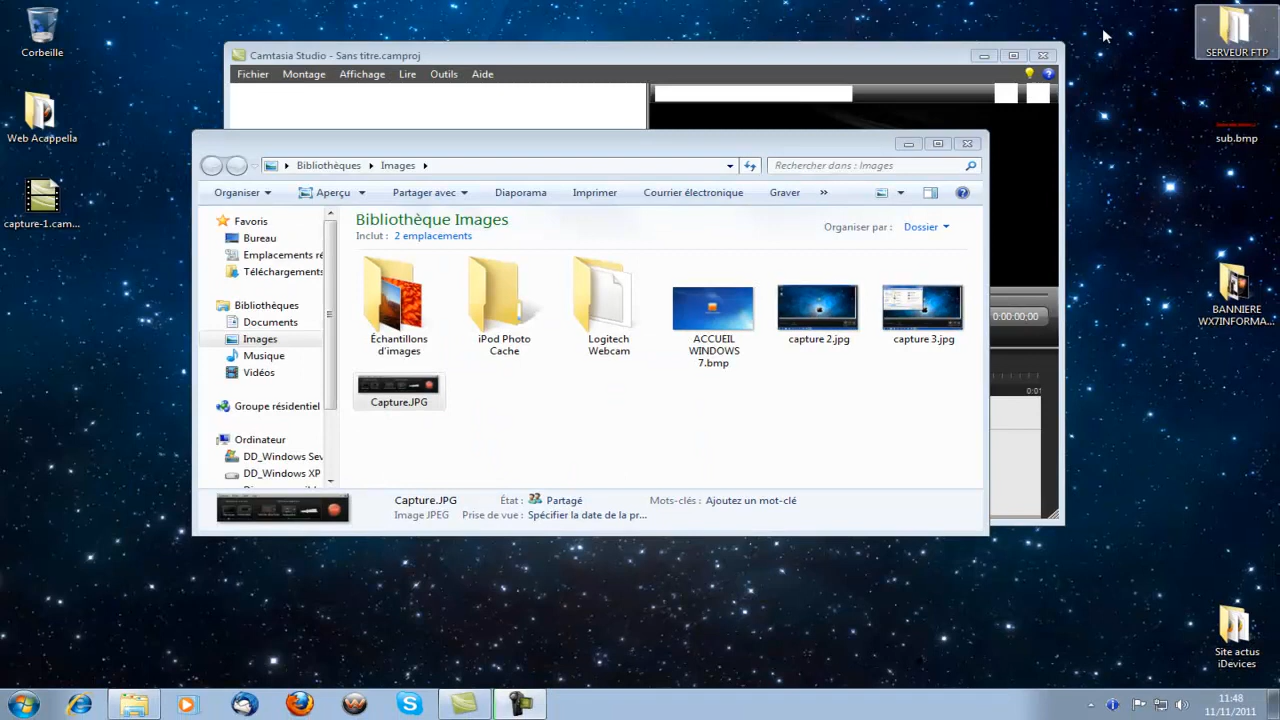 Corbeille
Web Acappella
capture-1.cam...
Camtasia Studio - Sans titre.camproj
Fichier Montage Affichage Lire Outils Aide
Bibliothèques Images
Rechercher dans : Images
Organiser Aperçu Partager avec Diaporama Imprimer Courrier électronique Graver »
Favoris
Bureau
Emplacements ré
Téléchargements
Bibliothèques
Documents
Images
Musique
Vidéos
Groupe résidentiel
Ordinateur
DD_Windows Sev
DD_Windows XP
Bibliothèque Images
Inclut : 2 emplacements
Organiser par : Dossier
Échantillons
d'images
iPod Photo
Cache
Logitech
Webcam
ACCUEIL
WINDOWS
7.bmp
capture 2.jpg
capture 3.jpg
Capture.JPG
Capture.JPG État : Partagé Mots-clés : Ajoutez un mot-clé
Image JPEG Prise de vue : Spécifier la date de la pr...
0:00:00;00
0:01
SERVEUR FTP
sub.bmp
BANNIERE
WX7INFORMA...
Site actus
iDevices
11:48
11/11/2011